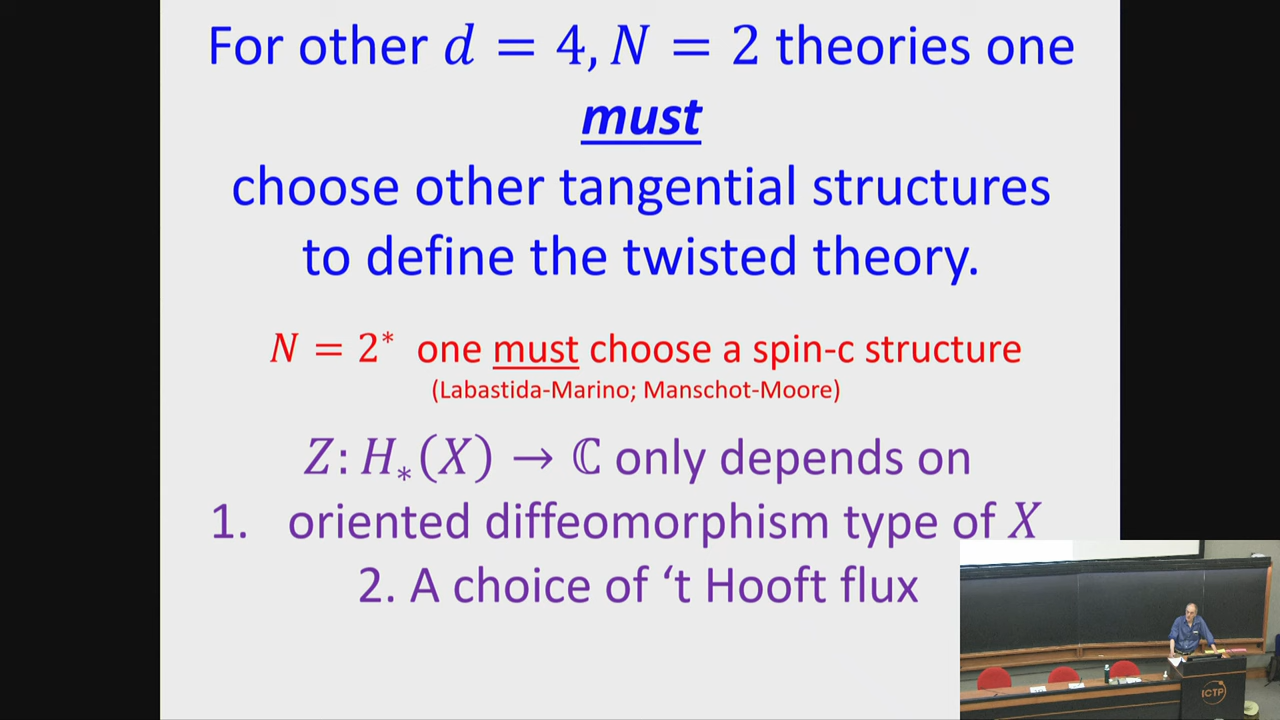 For other d = 4, N = 2 theories one
must
choose other tangential structures
to define the twisted theory.
N = 2* one must choose a spin-c structure
(Labastida-Marino; Manschot-Moore)
Z: H_*(X) → ℂ only depends on
1. oriented diffeomorphism type of X
2. A choice of ‘t Hooft flux
ICTP